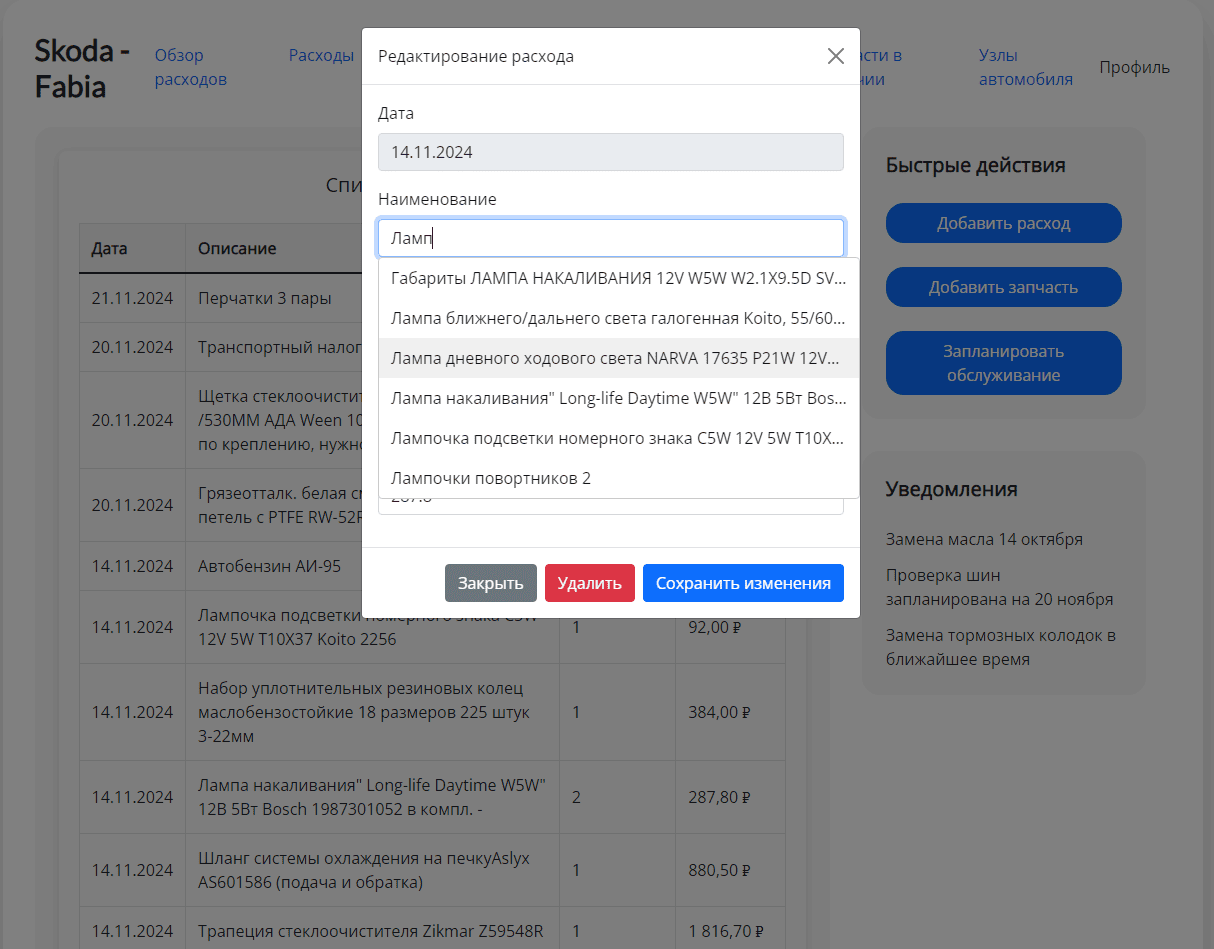 Skoda -
Fabia
Обзор
расходов
Расходы
асти в
нии
Узлы
автомобиля
Профиль
Редактирование расхода
Дата
14.11.2024
Наименование
Ламп
Габариты ЛАМПА НАКАЛИВАНИЯ 12V W5W W2.1X9.5D SV...
Лампа ближнего/дальнего света галогенная Koito, 55/60...
Лампа дневного ходового света NARVA 17635 P21W 12V...
Лампа накаливания" Long-life Daytime W5W" 12В 5Вт Bos...
Лампочка подсветки номерного знака C5W 12V 5W T10X...
Лампочки повортников 2
287.8
Закрыть
Удалить
Сохранить изменения
Спи
Дата Описание
21.11.2024 Перчатки 3 пары
20.11.2024 Транспортный налог
Щетка стеклоочистит
20.11.2024 /530ММ АДА Ween 10
по креплению, нужно
Грязеотталк. белая см
20.11.2024
петель с PTFE RW-52F
14.11.2024 Автобензин АИ-95
Лампочка подсветки номерного знака C5W
14.11.2024 1 92,00 ₽
12V 5W T10X37 Koito 2256
Набор уплотнительных резиновых колец
14.11.2024 маслобензостойкие 18 размеров 225 штук 1 384,00 ₽
3-22мм
Лампа накаливания" Long-life Daytime W5W"
14.11.2024 2 287,80 ₽
12В 5Вт Bosch 1987301052 в компл. -
Шланг системы охлаждения на печкуAslyx
14.11.2024 1 880,50 ₽
AS601586 (подача и обратка)
14.11.2024 Трапеция стеклоочистителя Zikmar Z59548R 1 1 816,70 ₽
Быстрые действия
Добавить расход
Добавить запчасть
Запланировать
обслуживание
Уведомления
Замена масла 14 октября
Проверка шин
запланирована на 20 ноября
Замена тормозных колодок в
ближайшее время